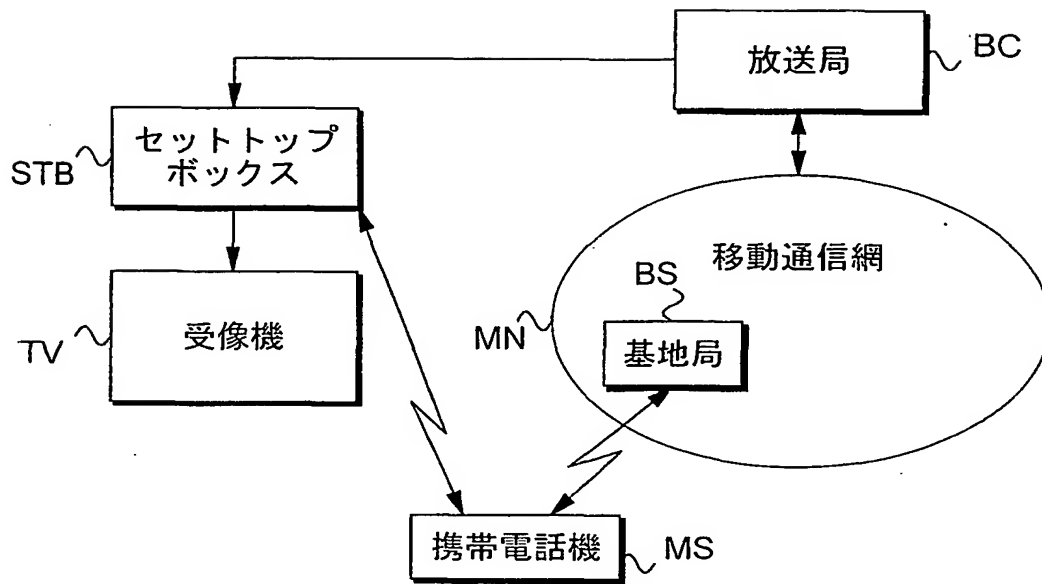 放送局
BC
セットトップ
ボックス
STB
移動通信網
BS
受像機
TV
MN
基地局
携帯電話機
MS